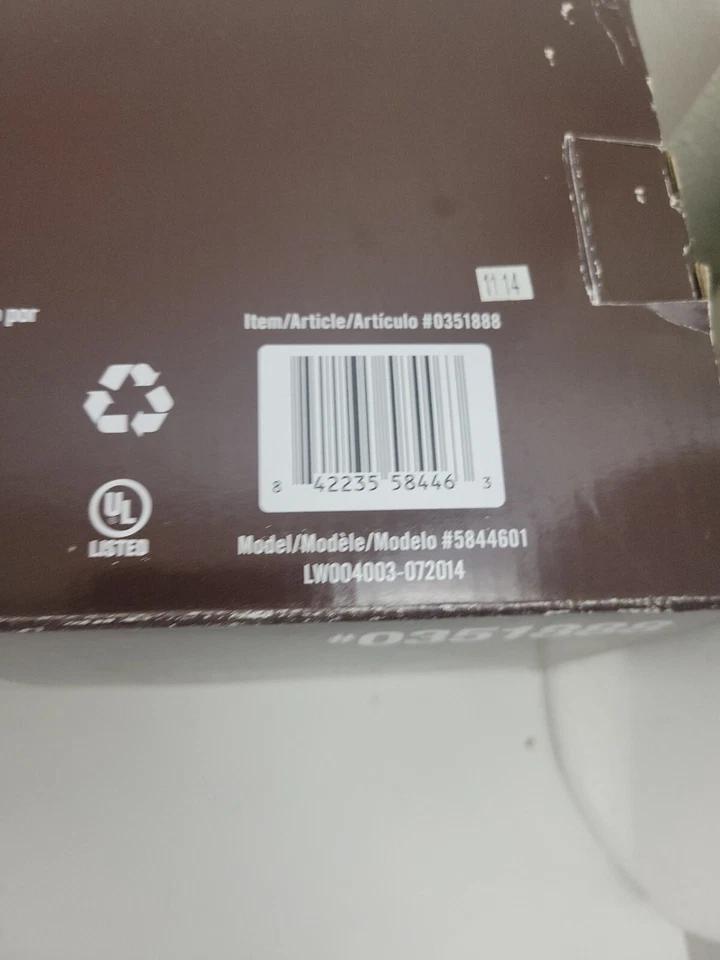 11.14
por
Item/Article/Artículo #0351888
8 42235 58446 3
UL
LISTED
Model/Modèle/Modelo #5844601
LW004003-072014
#0351888